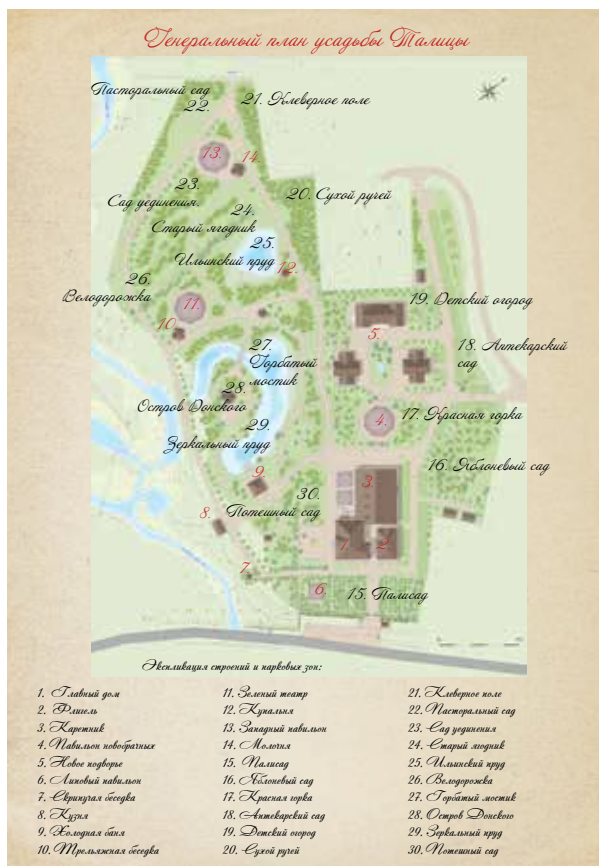 Генеральный план усадьбы Талицы
Пасторальный сад
22.
21. Клеверное поле
13.
14
23.
Сад уединения.
20. Сухой ручей
24.
Старый ягодник
25.
Ильинский пруд
12.
26.
Велодорожка
11.
10
19. Детский огород
5.
27.
Горбатый
мостик
18. Аптекарский
сад
28.
Остров Донского
29.
Зеркальный пруд
17. Красная горка
4.
9.
16. Яблоневый сад
3.
30.
Потешный сад
8.
1
2
7.
6.
15. Палисад
Экспликация строений и парковых зон:
1. Главный дом
2. Флигель
3. Каретник
4. Павильон новобрачных
5. Новое подворье
6. Липовый павильон
7. Скрипучая беседка
8. Кузня
9. Холодная баня
10. Трельяжная беседка
11. Зеленый театр
12. Купальня
13. Западный павильон
14. Молочня
15. Палисад
16. Яблоневый сад
17. Красная горка
18. Аптекарский сад
19. Детский огород
20. Сухой ручей
21. Клеверное поле
22. Пасторальный сад
23. Сад уединения
24. Старый ягодник
25. Ильинский пруд
26. Велодорожка
27. Горбатый мостик
28. Остров Донского
29. Зеркальный пруд
30. Потешный сад